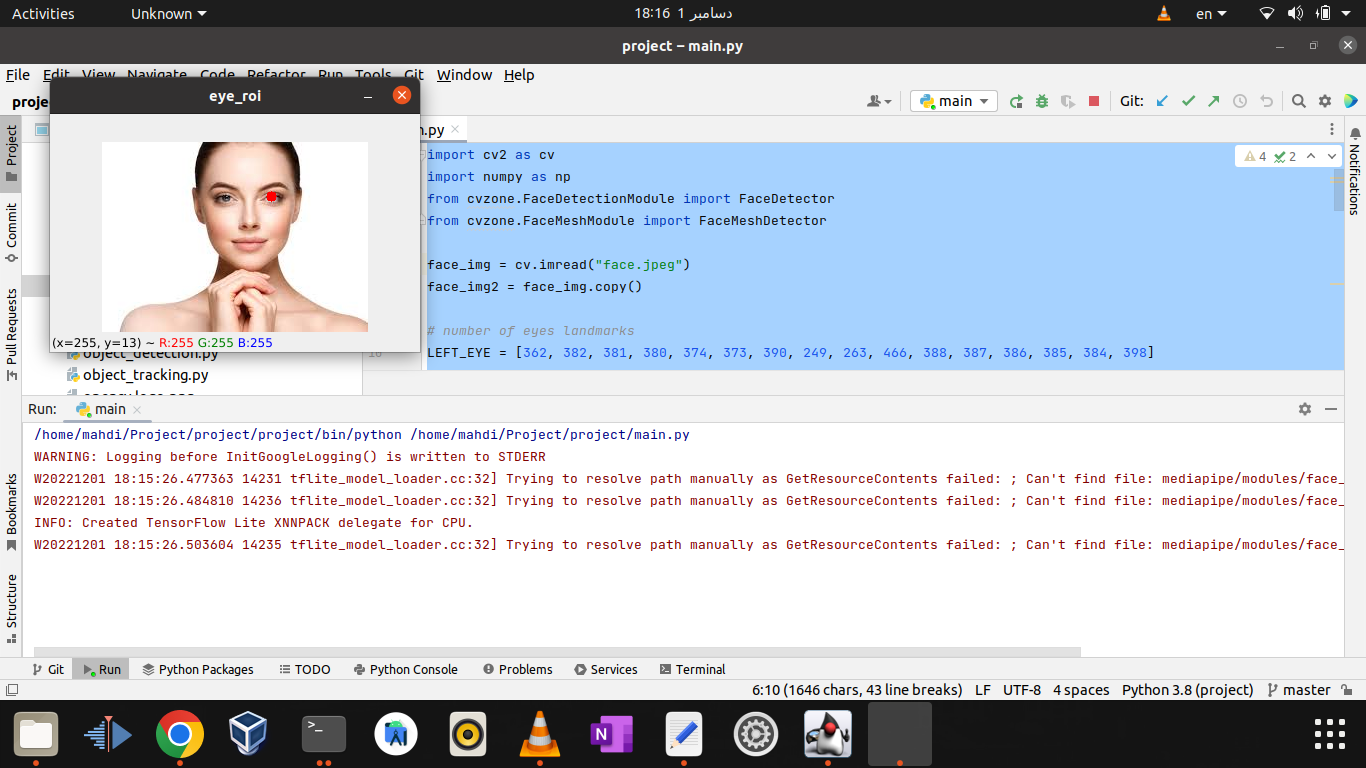 Activities Unknown 18:16 1 دسامبر en
project – main.py
File Edit View Navigate Code Refactor Run Tools Git Window Help
main Git:
eye_roi
(x=255, y=13) ~ R:255 G:255 B:255
object_tracking.py
Project
Commit
Pull Requests
Bookmarks
Structure
Notifications
4 2
import cv2 as cv
import numpy as np
from cvzone.FaceDetectionModule import FaceDetector
from cvzone.FaceMeshModule import FaceMeshDetector
face_img = cv.imread("face.jpeg")
face_img2 = face_img.copy()
# number of eyes landmarks
LEFT_EYE = [362, 382, 381, 380, 374, 373, 390, 249, 263, 466, 388, 387, 386, 385, 384, 398]
Run: main
/home/mahdi/Project/project/project/bin/python /home/mahdi/Project/project/main.py
WARNING: Logging before InitGoogleLogging() is written to STDERR
W20221201 18:15:26.477363 14231 tflite_model_loader.cc:32] Trying to resolve path manually as GetResourceContents failed: ; Can't find file: mediapipe/modules/face_
W20221201 18:15:26.484810 14236 tflite_model_loader.cc:32] Trying to resolve path manually as GetResourceContents failed: ; Can't find file: mediapipe/modules/face_
INFO: Created TensorFlow Lite XNNPACK delegate for CPU.
W20221201 18:15:26.503604 14235 tflite_model_loader.cc:32] Trying to resolve path manually as GetResourceContents failed: ; Can't find file: mediapipe/modules/face_
Git Run Python Packages TODO Python Console Problems Services Terminal
6:10 (1646 chars, 43 line breaks) LF UTF-8 4 spaces Python 3.8 (project) master